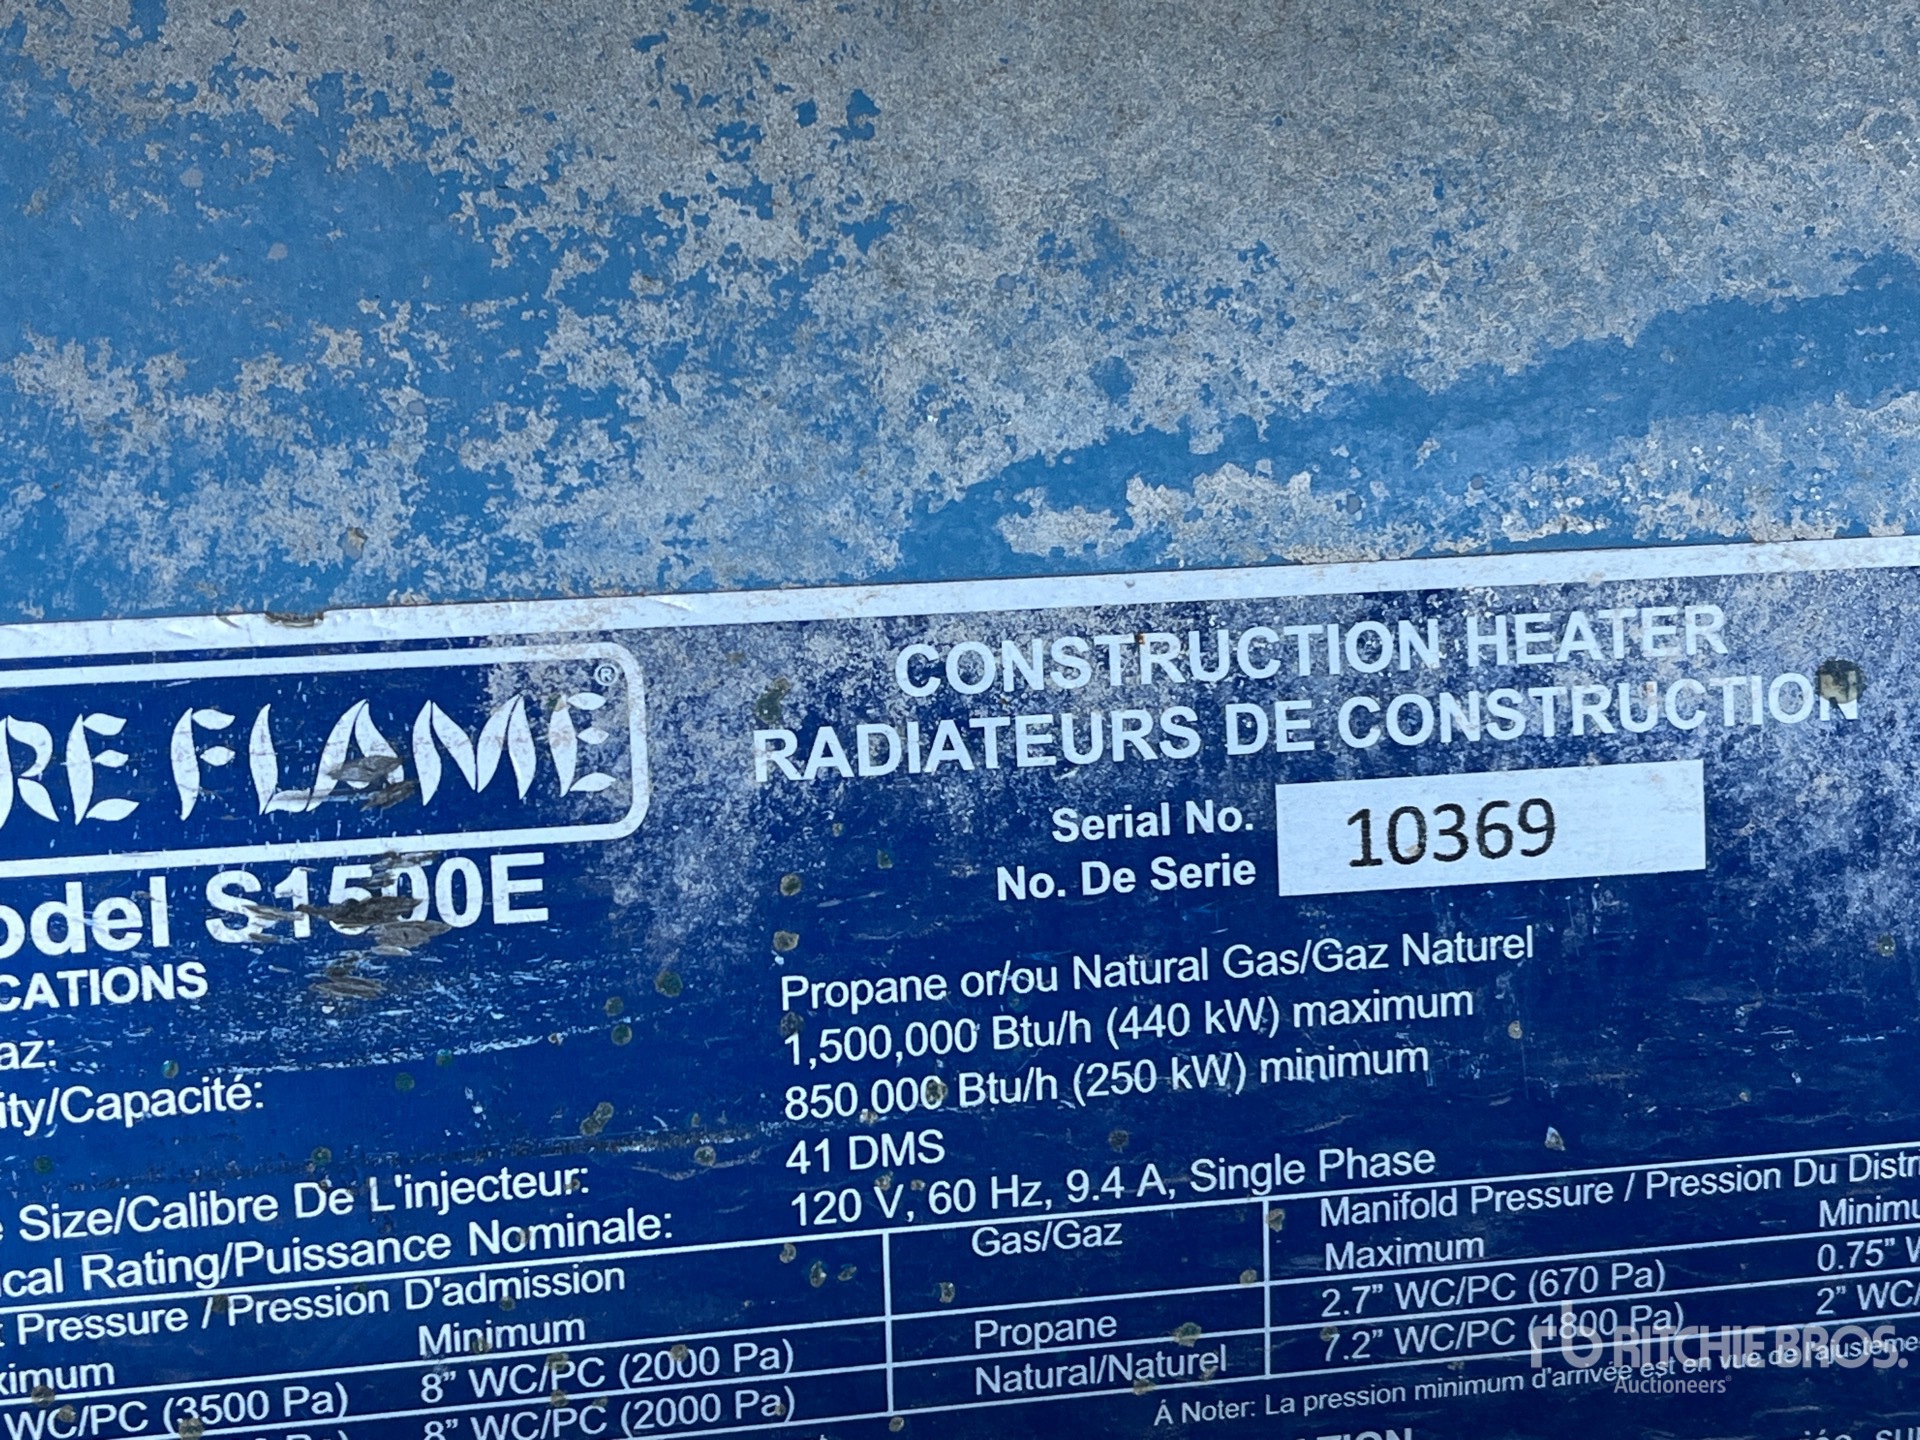 RE FLAME®
CONSTRUCTION HEATER
RADIATEURS DE CONSTRUCTION
Serial No.
No. De Serie
10369
odel S1500E
CATIONS
az:
Propane or/ou Natural Gas/Gaz Naturel
ity/Capacité:
1,500,000 Btu/h (440 kW) maximum
850,000 Btu/h (250 kW) minimum
Size/Calibre De L'injecteur:
41 DMS
ical Rating/Puissance Nominale:
120 V, 60 Hz, 9.4 A, Single Phase
t Pressure / Pression D'admission
Gas/Gaz
Manifold Pressure / Pression Du Distr
ximum
Minimum
Maximum
Minimu
WC/PC (3500 Pa)
8" WC/PC (2000 Pa)
Propane
2.7" WC/PC (670 Pa)
0.75" W
8" WC/PC (2000 Pa)
Natural/Naturel
7.2" WC/PC (1800 Pa)
2" WC/
Á Noter: La pression minimum d'arrivée est en vue de l'ajusteme
rb RITCHIE BROS.
Auctioneers